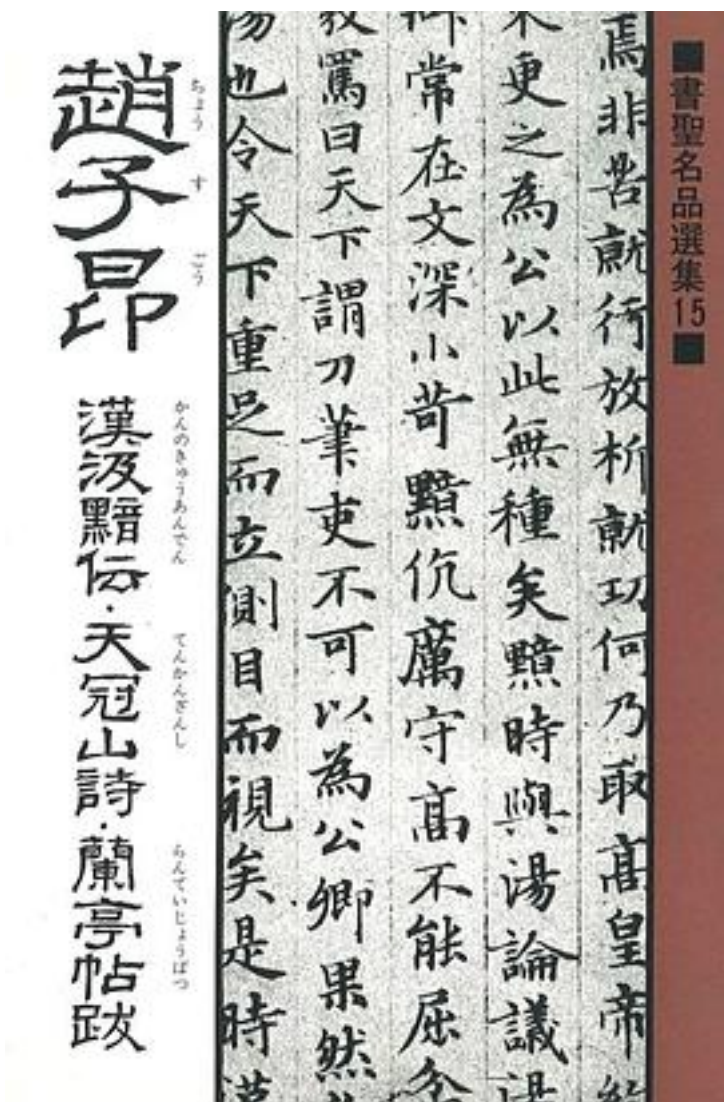 ■書聖名品選集15■
焉非苦就行放析就功何乃取高皇帝
更之為公以此無種矣黯時與湯論議湯
常在文深小苛黯伉厲守高不能屈忿
發罵曰天下謂刀筆吏不可以為公卿果然
湯也令天下重足而立側目而視矣是時漢
ちょう す ごう
趙子昂
かんのきゅうあんでん てんかんざんし らんていじょうばつ
漢汲黯伝・天冠山詩・蘭亭帖跋